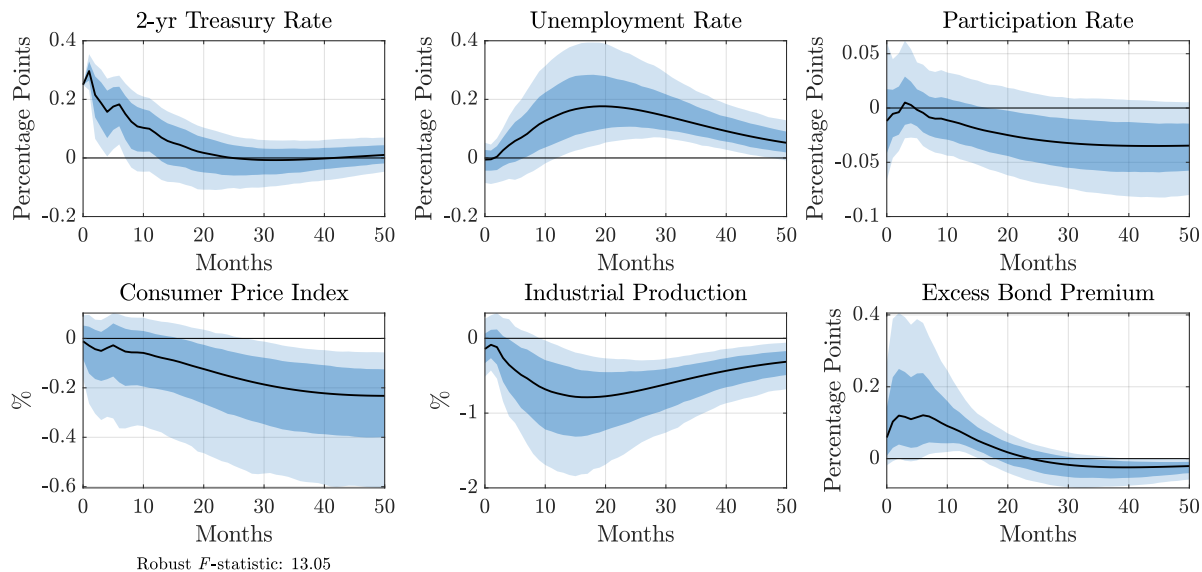 2-yr Treasury Rate
Percentage Points
0.4
0.2
0
-0.2
0 10 20 30 40 50
Months
Unemployment Rate
Percentage Points
0.4
0.2
0
-0.2
0 10 20 30 40 50
Months
Participation Rate
Percentage Points
0.05
0
-0.05
-0.1
0 10 20 30 40 50
Months
Consumer Price Index
%
0
-0.2
-0.4
-0.6
0 10 20 30 40 50
Months
Industrial Production
%
0
-1
-2
0 10 20 30 40 50
Months
Excess Bond Premium
Percentage Points
0.4
0.2
0
0 10 20 30 40 50
Months
Robust F-statistic: 13.05